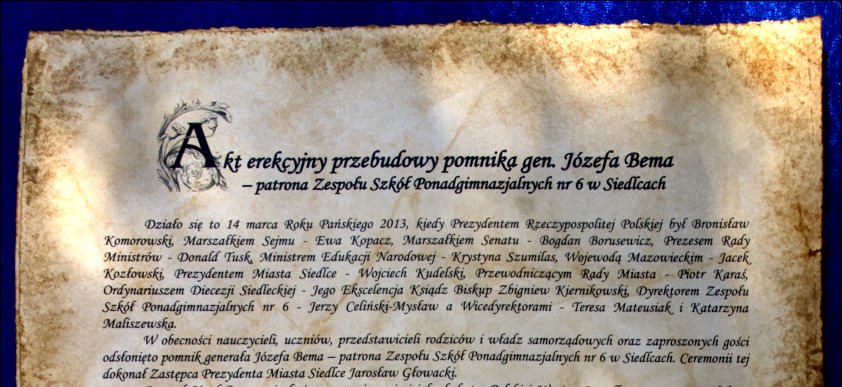 Akt erekcyjny przebudowy pomnika gen. Józefa Bema
– patrona Zespołu Szkół Ponadgimnazjalnych nr 6 w Siedlcach
Działo się to 14 marca Roku Pańskiego 2013, kiedy Prezydentem Rzeczypospolitej Polskiej był Bronisław
Komorowski, Marszałkiem Sejmu - Ewa Kopacz, Marszałkiem Senatu - Bogdan Borusewicz, Prezesem Rady
Ministrów - Donald Tusk, Ministrem Edukacji Narodowej - Krystyna Szumilas, Wojewodą Mazowieckim - Jacek
Kozłowski, Prezydentem Miasta Siedlce - Wojciech Kudelski, Przewodniczącym Rady Miasta - Piotr Karaś,
Ordynariuszem Diecezji Siedleckiej - Jego Ekscelencja Ksiądz Biskup Zbigniew Kiernikowski, Dyrektorem Zespołu
Szkół Ponadgimnazjalnych nr 6 - Jerzy Celiński-Mysław a Wicedyrektorami - Teresa Mateusiak i Katarzyna
Maliszewska.
W obecności nauczycieli, uczniów, przedstawicieli rodziców i władz samorządowych oraz zaproszonych gości
odsłonięto pomnik generała Józefa Bema – patrona Zespołu Szkół Ponadgimnazjalnych nr 6 w Siedlcach. Ceremonii tej
dokonał Zastępca Prezydenta Miasta Siedlce Jarosław Głowacki.